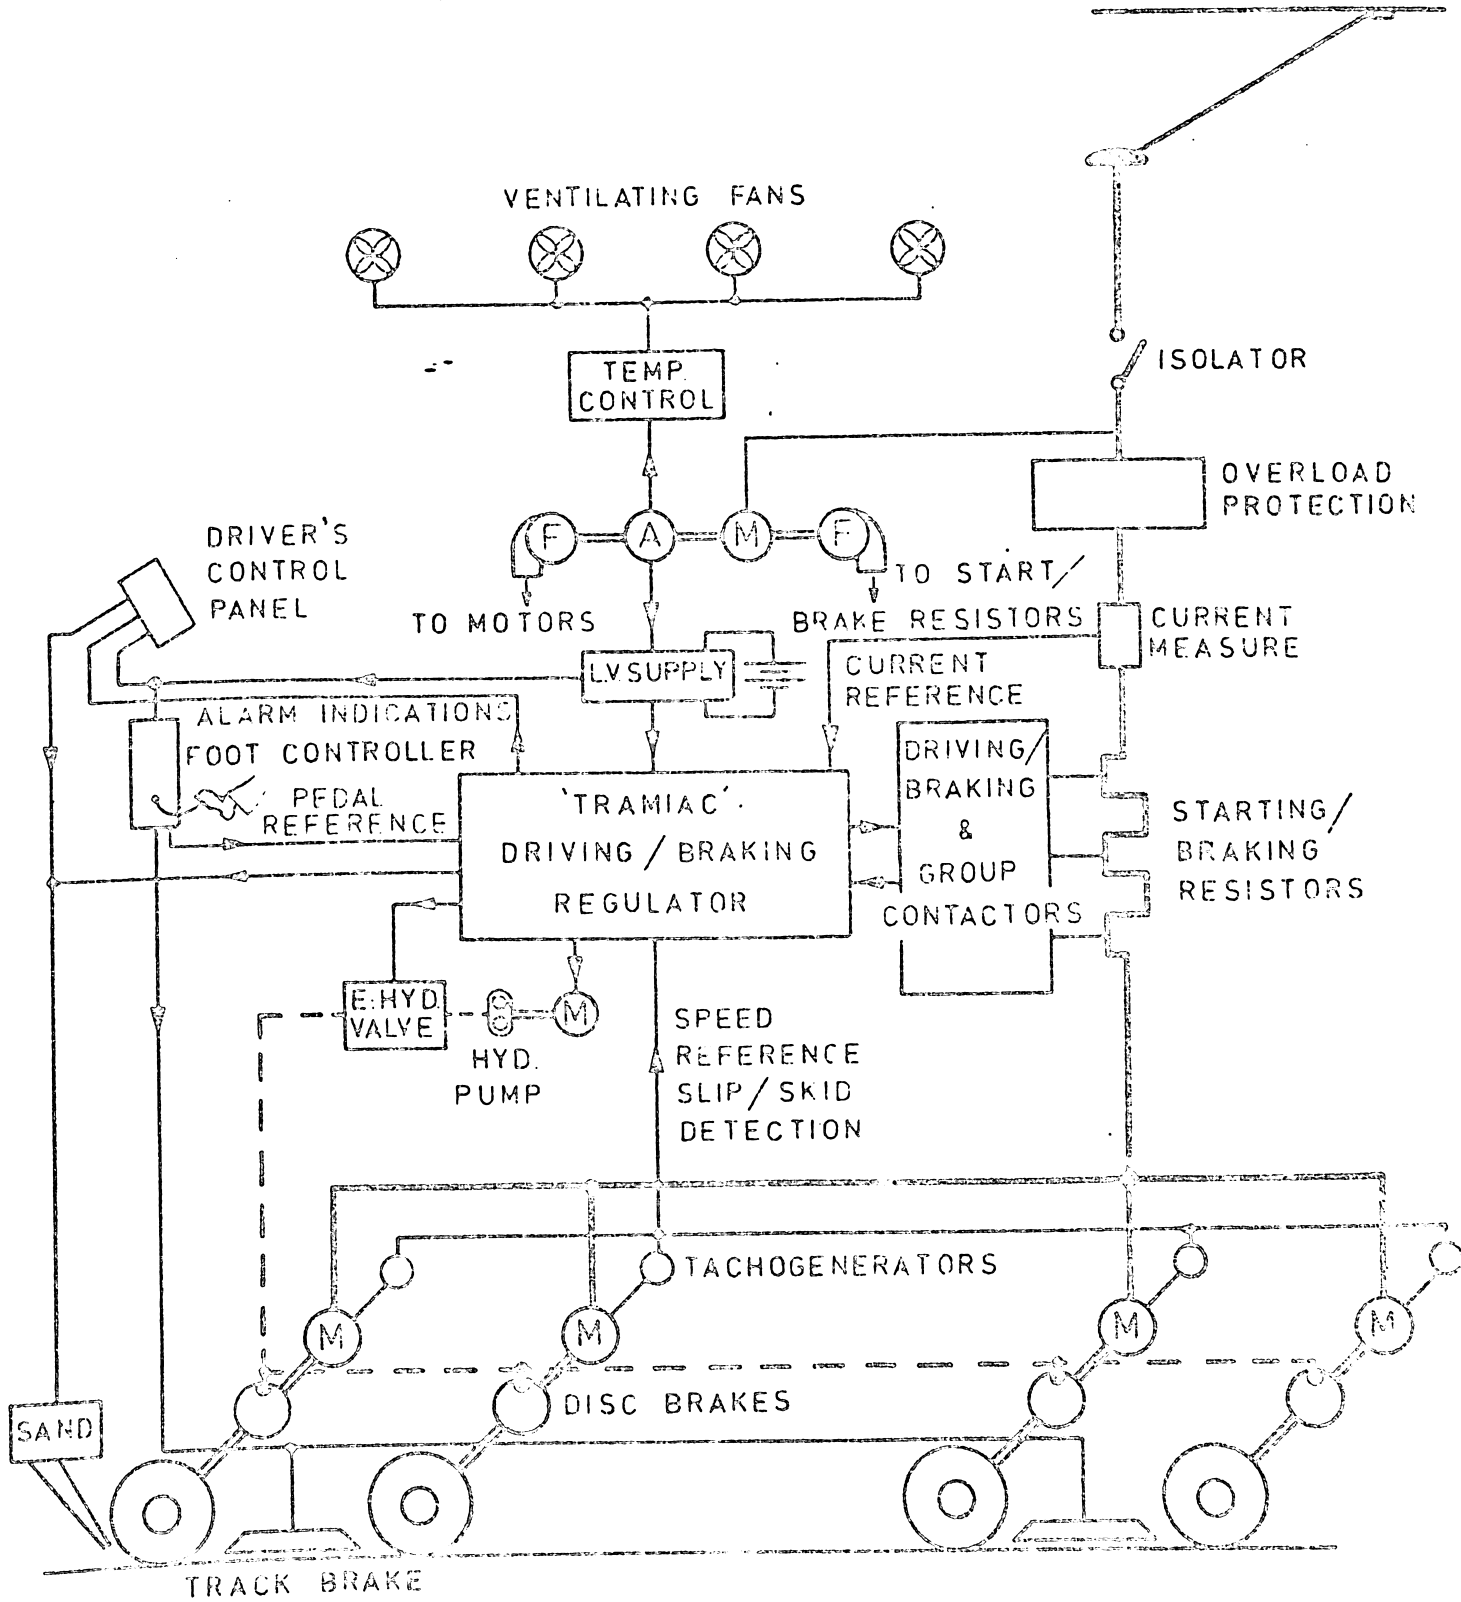 VENTILATING FANS
TEMP.
CONTROL
ISOLATOR
OVERLOAD
PROTECTION
DRIVER'S
CONTROL
PANEL
F
A
M
F
TO MOTORS
TO START/
BRAKE RESISTORS
CURRENT
MEASURE
L.V. SUPPLY
CURRENT
REFERENCE
ALARM INDICATIONS
FOOT CONTROLLER
PEDAL
REFERENCE
'TRAMIAC'
DRIVING/BRAKING
REGULATOR
DRIVING/
BRAKING
&
GROUP
CONTACTORS
STARTING/
BRAKING
RESISTORS
E.HYD.
VALVE
M
HYD.
PUMP
SPEED
REFERENCE
SLIP/SKID
DETECTION
TACHOGENERATORS
M
M
M
M
DISC BRAKES
SAND
TRACK BRAKE